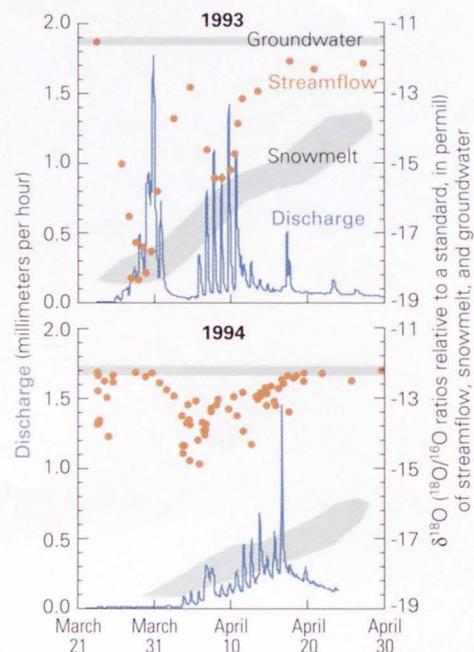 1993
2.0
1.5
1.0
0.5
0.0
Groundwater
Streamflow
Snowmelt
Discharge
-11
-13
-15
-17
-19
1994
2.0
1.5
1.0
0.5
0.0
-11
-13
-15
-17
-19
March
21
March
31
April
10
April
20
April
30
Discharge (millimeters per hour)
δ18O (18O/16O ratios relative to a standard, in permil)
of streamflow, snowmelt, and groundwater